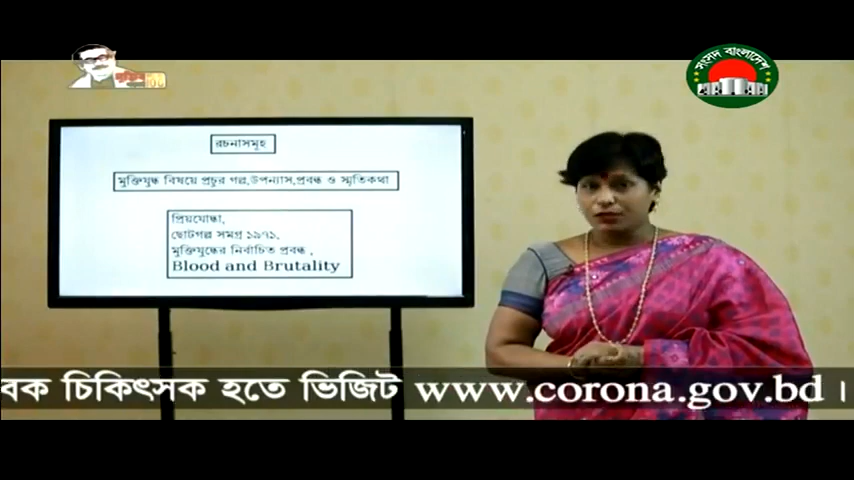 সংসদ বাংলাদেশ
রচনাসমূহ
মুক্তিযুদ্ধ বিষয়ে প্রচুর গল্প,উপন্যাস,প্রবন্ধ ও স্মৃতিকথা
প্রিয়যোদ্ধা,
ছোটগল্প সমগ্র ১৯৭১,
মুক্তিযুদ্ধের নির্বাচিত প্রবন্ধ ,
Blood and Brutality
বক চিকিৎসক হতে ভিজিট www.corona.gov.bd ।